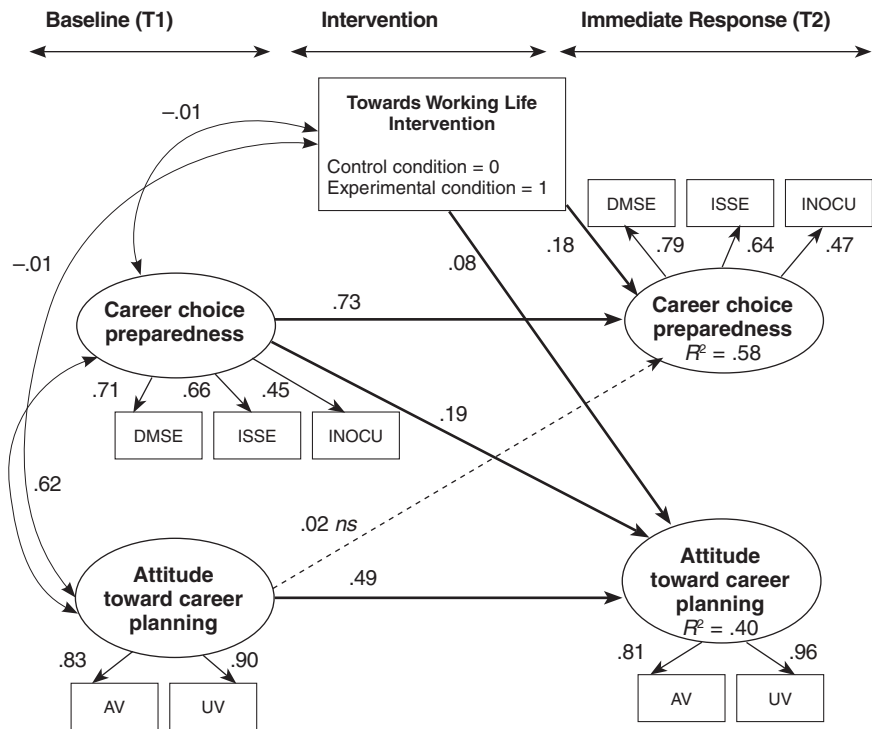 Baseline (T1)
Intervention
Immediate Response (T2)
Towards Working Life
Intervention
Control condition = 0
Experimental condition = 1
–.01
–.01
DMSE
ISSE
INOCU
.79
.64
.47
.18
.08
Career choice
preparedness
.73
Career choice
preparedness
R² = .58
.71
.66
.45
DMSE
ISSE
INOCU
.19
.62
.02 ns
Attitude
toward career
planning
.49
Attitude
toward career
planning
R² = .40
.83
.90
AV
UV
.81
.96
AV
UV